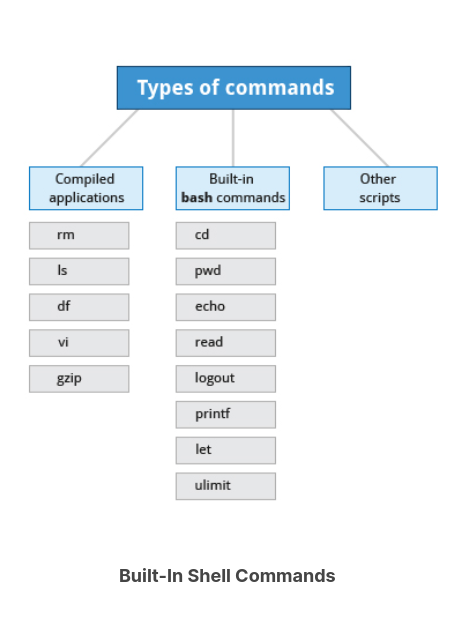 Types of commands
Compiled
applications
rm
ls
df
vi
gzip
Built-in
bash commands
cd
pwd
echo
read
logout
printf
let
ulimit
Other
scripts
Built-In Shell Commands